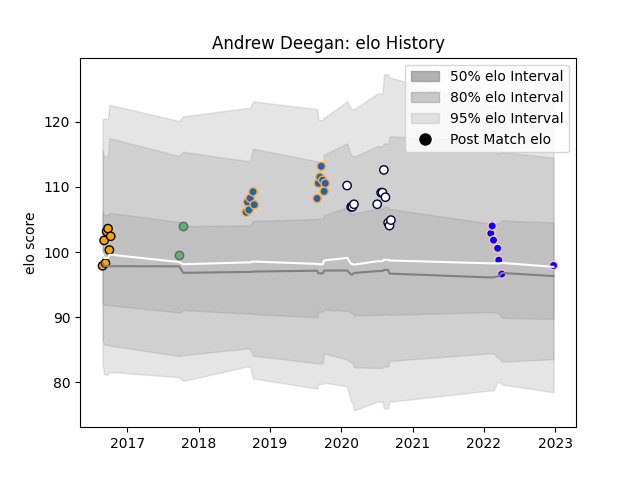 Andrew Deegan: elo History
50% elo Interval
80% elo Interval
95% elo Interval
Post Match elo
elo score
120
110
100
90
80
2017 2018 2019 2020 2021 2022 2023